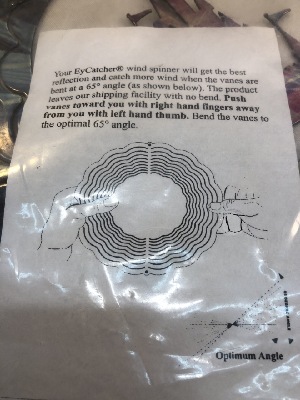 Your EyCatcher® wind spinner will get the best
reflection and catch more wind when the vanes are
bent at a 65° angle (as shown below). The product
leaves our shipping facility with no bend. Push
vanes toward you with right hand fingers away
from you with left hand thumb. Bend the vanes to
the optimal 65° angle.
Optimum Angle